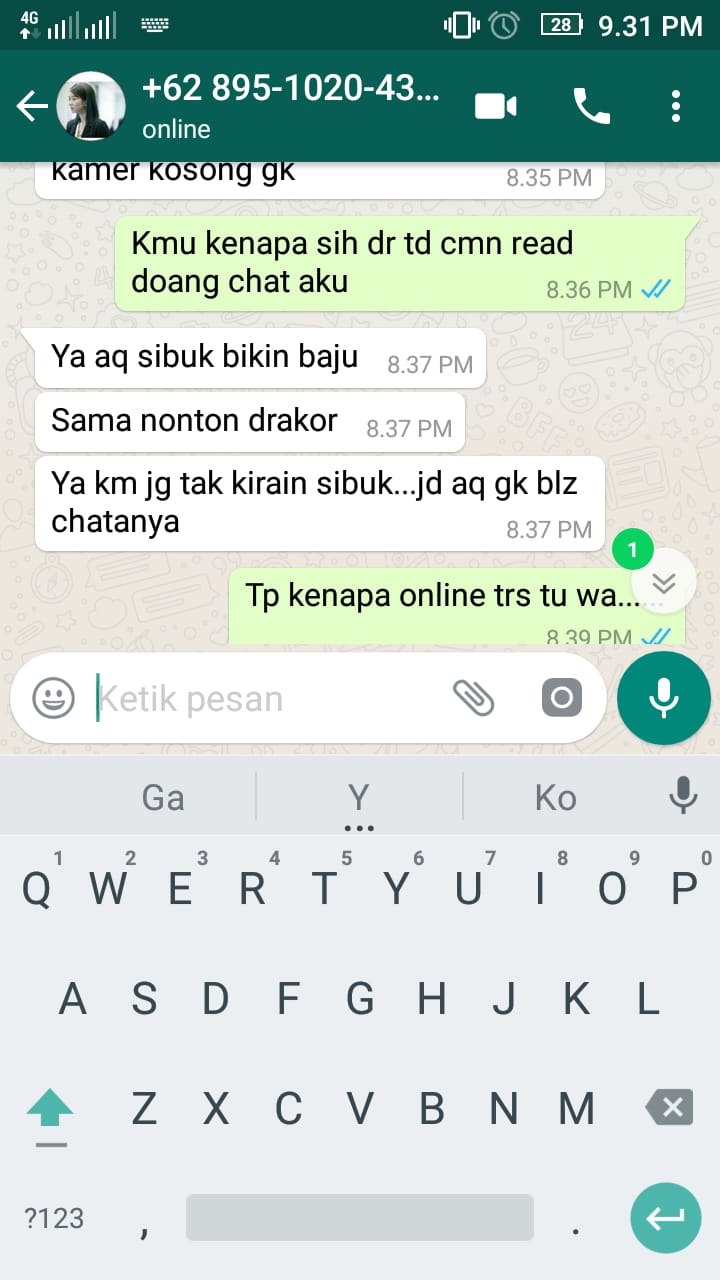 4G
28
9.31 PM
+62 895-1020-43...
online
kamer kosong gk
8.35 PM
Kmu kenapa sih dr td cmn read
doang chat aku
8.36 PM
Ya aq sibuk bikin baju
8.37 PM
Sama nonton drakor
8.37 PM
Ya km jg tak kirain sibuk...jd aq gk blz
chatanya
8.37 PM
1
Tp kenapa online trs tu wa......
8.39 PM
Ketik pesan
Ga Y Ko
1 2 3 4 5 6 7 8 9 0
Q W E R T Y U I O P
A S D F G H J K L
Z X C V B N M
?123 , .